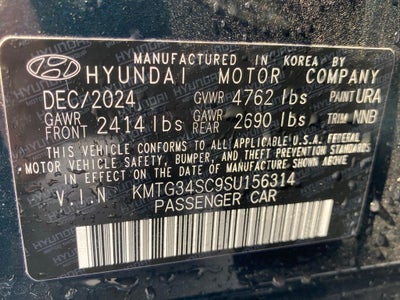 MANUFACTURED IN KOREA BY
HYUNDAI MOTOR COMPANY
DEC/2024 GVWR 4762 lbs PAINT URA
GAWR FRONT 2414 lbs GAWR REAR 2690 lbs TRIM NNB
THIS VEHICLE CONFORMS TO ALL APPLICABLE U.S.A. FEDERAL
MOTOR VEHICLE SAFETY, BUMPER, AND THEFT PREVENTION STANDARDS
IN EFFECT ON THE DATE OF MANUFACTURE SHOWN ABOVE.
V.I.N KMTG34SC9SU156314
PASSENGER CAR